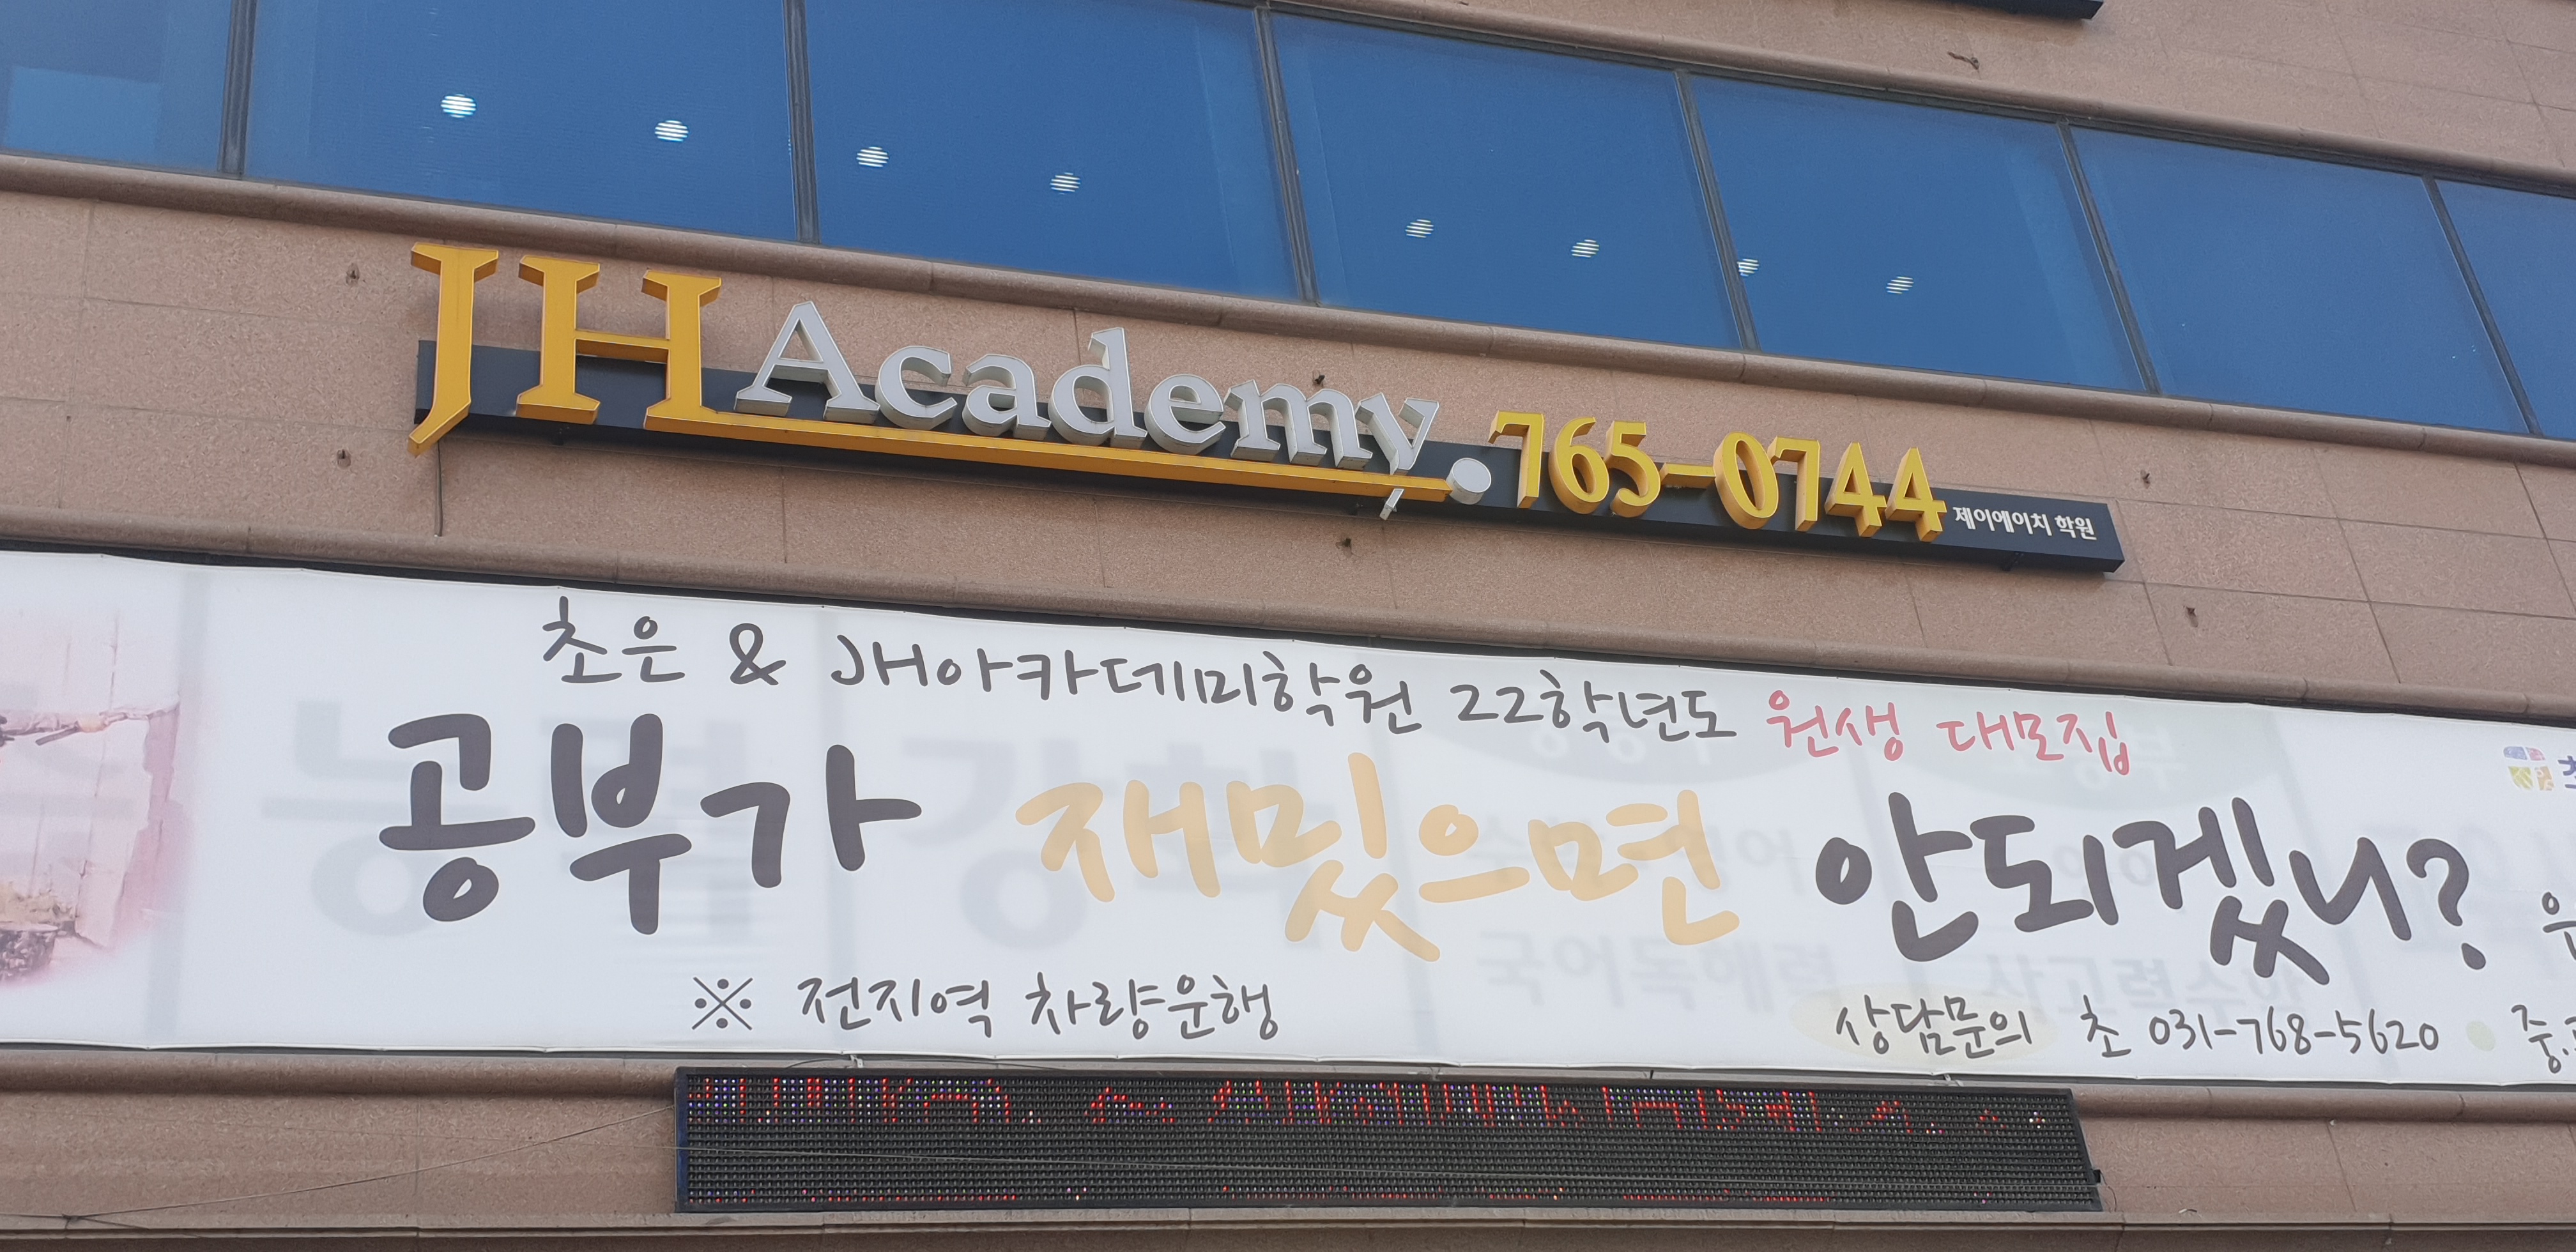 JH Academy. 765-0744 제이에이치 학원
초은 & JH아카데미학원 22학년도 원생 대모집
공부가 재밌으면 안되겠니?
※ 전지역 차량운행
상담문의 초 031-768-5620